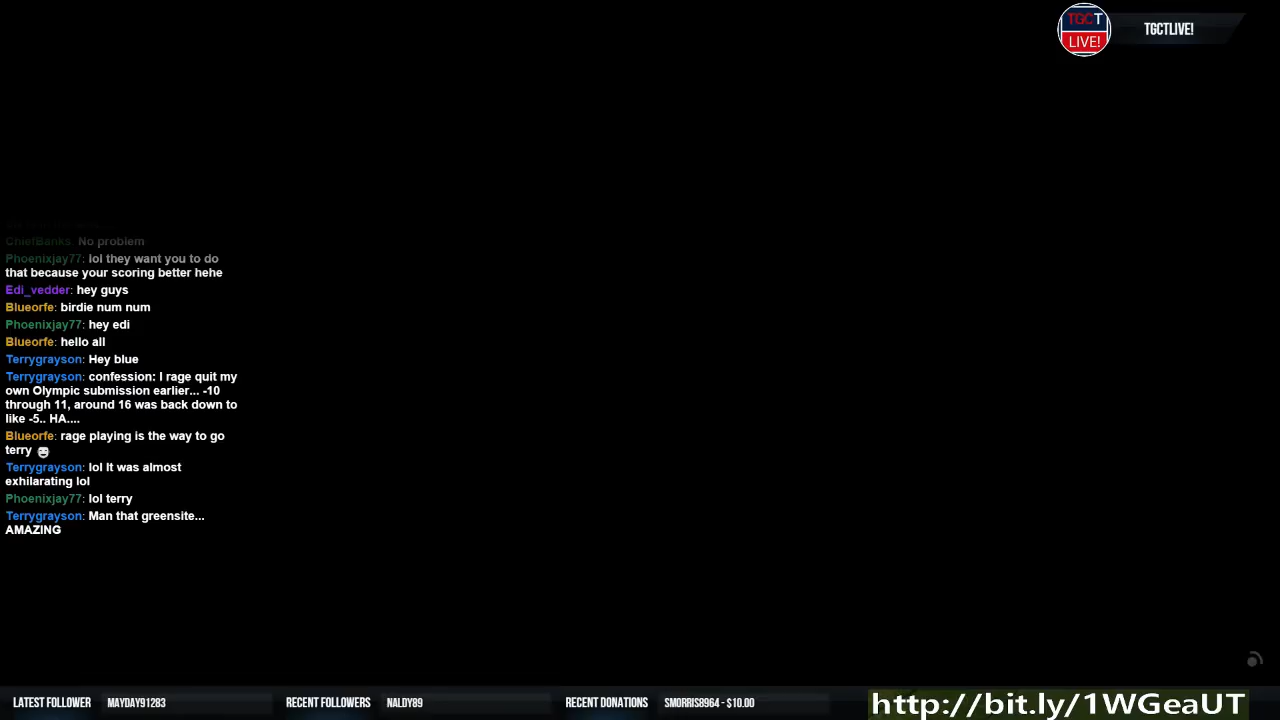 TGCT
LIVE!
TGCTLIVE!
ChiefBanks: No problem
Phoenixjay77: lol they want you to do
that because your scoring better hehe
Edi_vedder: hey guys
Blueorfe: birdie num num
Phoenixjay77: hey edi
Blueorfe: hello all
Terrygrayson: Hey blue
Terrygrayson: confession: I rage quit my
own Olympic submission earlier... -10
through 11, around 16 was back down to
like -5.. HA....
Blueorfe: rage playing is the way to go
terry
Terrygrayson: lol It was almost
exhilarating lol
Phoenixjay77: lol terry
Terrygrayson: Man that greensite...
AMAZING
LATEST FOLLOWER MAYDAY91283 RECENT FOLLOWERS NALDY89 RECENT DONATIONS SMORRIS8964 - $10.00 http://bit.ly/1WGeaUT